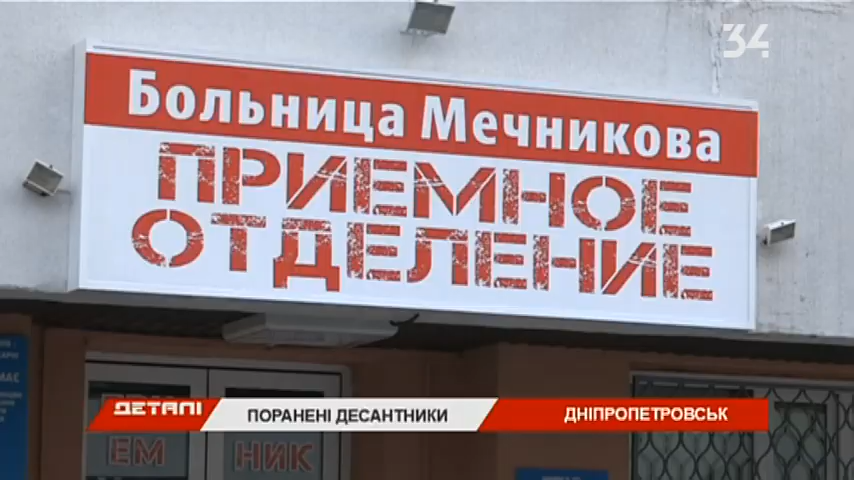 34
Больница Мечникова
ПРИЕМНОЕ
ОТДЕЛЕНИЕ
ДЕТАЛІ
ПОРАНЕНІ ДЕСАНТНИКИ
ДНІПРОПЕТРОВСЬК
ЕМ
НИК